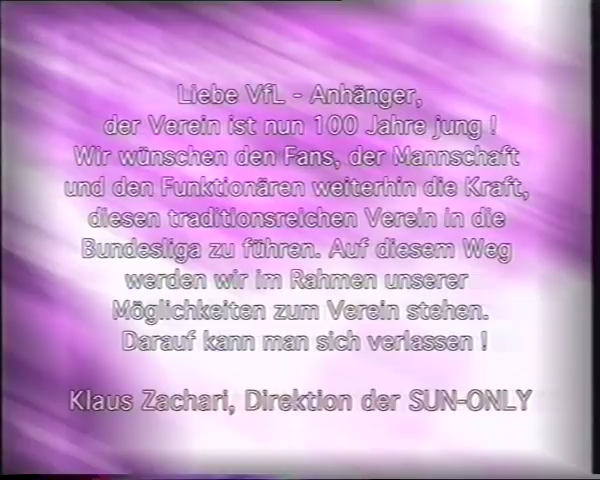 Liebe VfL - Anhänger,
der Verein ist nun 100 Jahre jung !
Wir wünschen den Fans, der Mannschaft
und den Funktionären weiterhin die Kraft,
diesen traditionsreichen Verein in die
Bundesliga zu führen. Auf diesem Weg
werden wir im Rahmen unserer
Möglichkeiten zum Verein stehen.
Darauf kann man sich verlassen !
Klaus Zachari, Direktion der SUN-ONLY